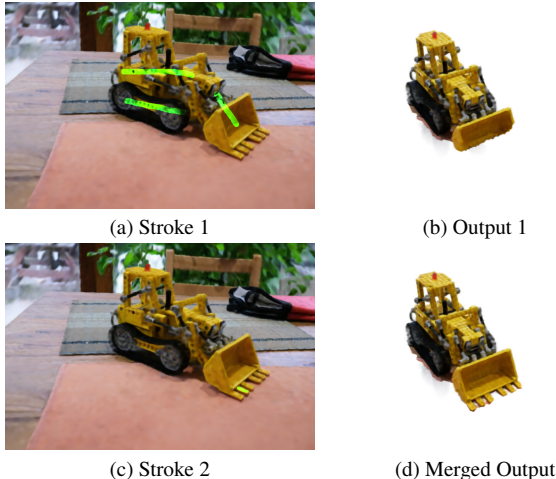 (a) Stroke 1
(b) Output 1
(c) Stroke 2
(d) Merged Output